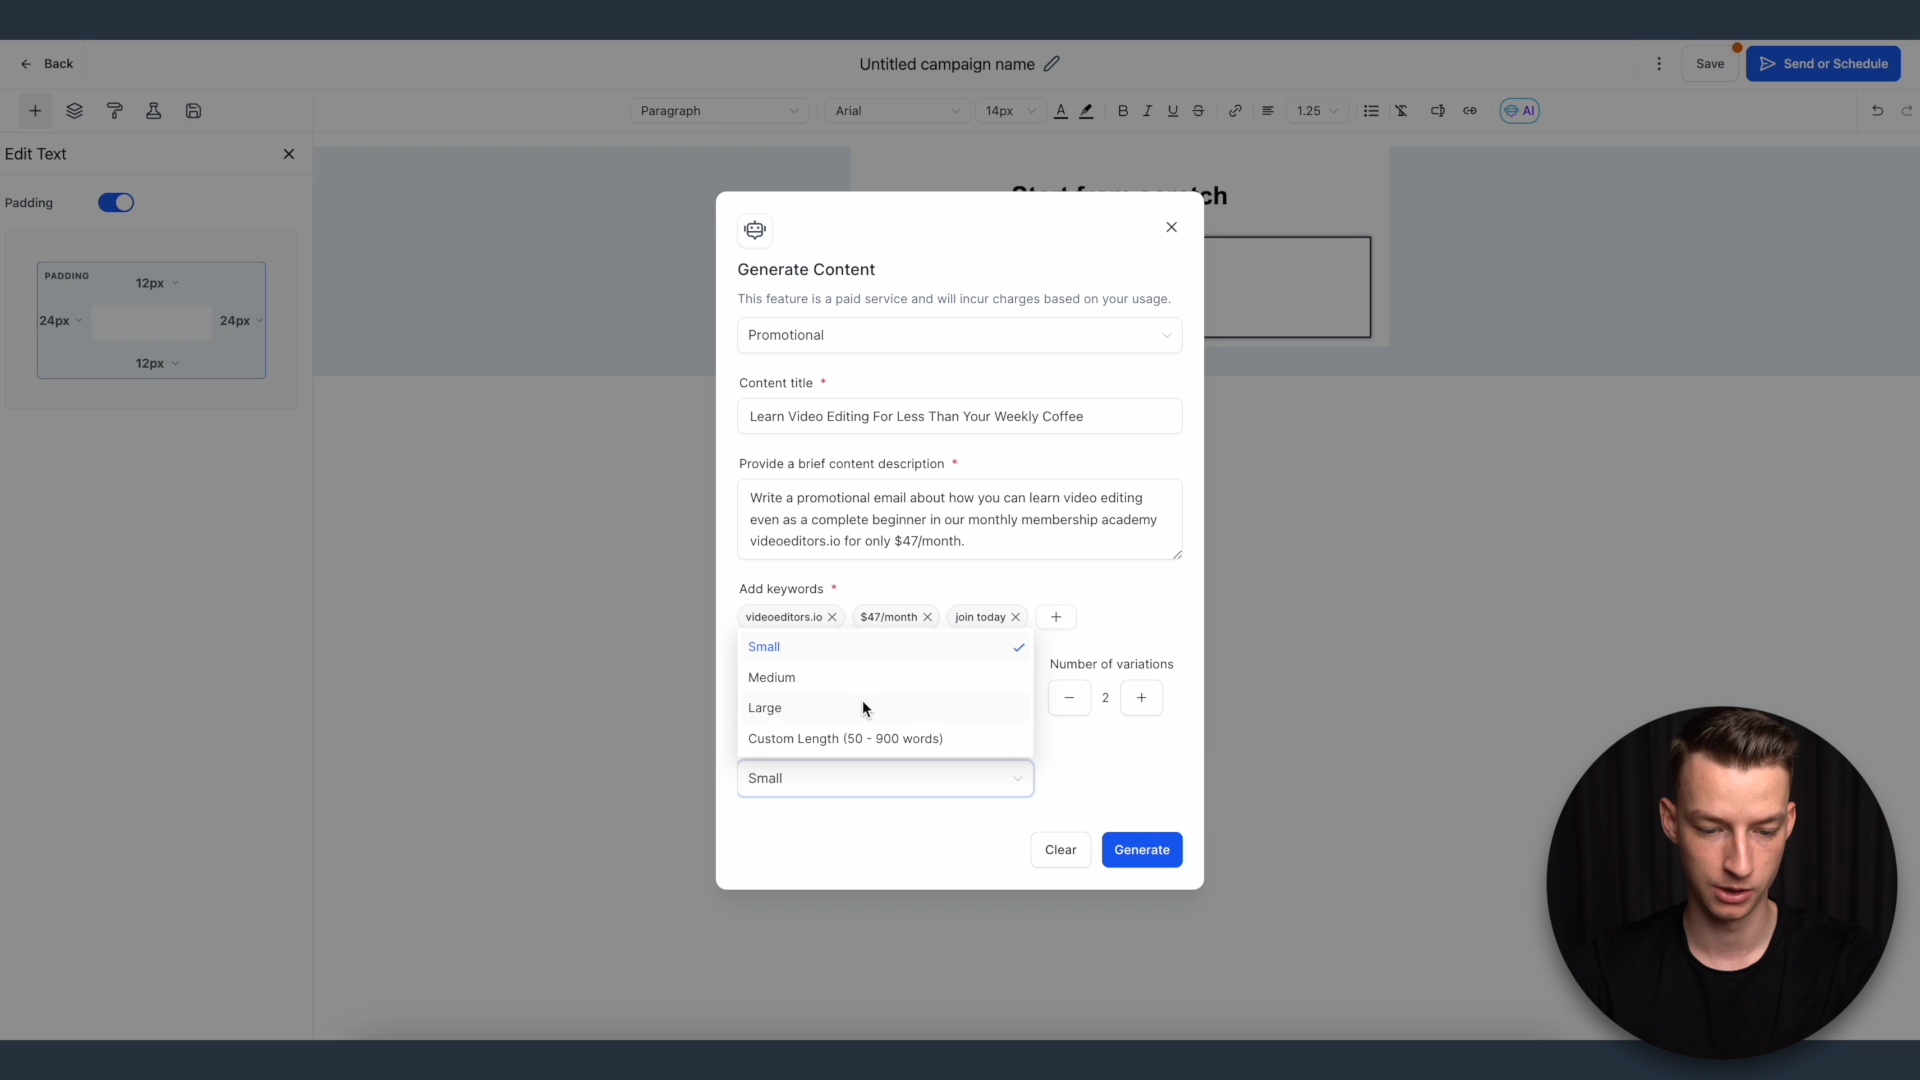 Back
Untitled campaign name
Save
Send or Schedule
Paragraph
Arial
14px
A
B
I
U
S
1.25
AI
Edit Text
Padding
PADDING
12px
24px
24px
12px
ch
Generate Content
This feature is a paid service and will incur charges based on your usage.
Promotional
Content title *
Learn Video Editing For Less Than Your Weekly Coffee
Provide a brief content description *
Write a promotional email about how you can learn video editing
even as a complete beginner in our monthly membership academy
videoeditors.io for only $47/month.
Add keywords *
videoeditors.io
$47/month
join today
Small
Medium
Large
Custom Length (50 - 900 words)
Number of variations
2
Small
Clear
Generate